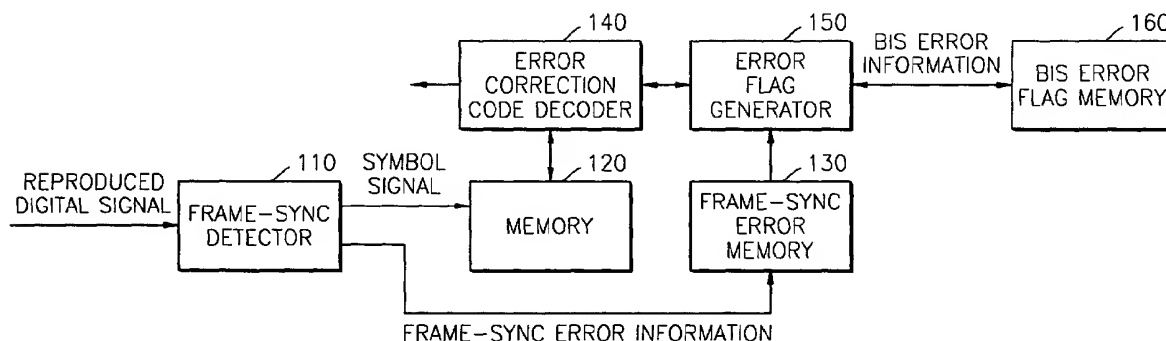 140
150
160
ERROR
CORRECTION
CODE DECODER
ERROR
FLAG
GENERATOR
BIS ERROR
INFORMATION
BIS ERROR
FLAG MEMORY
REPRODUCED
DIGITAL SIGNAL
110
FRAME-SYNC
DETECTOR
SYMBOL
SIGNAL
120
MEMORY
130
FRAME-SYNC
ERROR
MEMORY
FRAME-SYNC ERROR INFORMATION